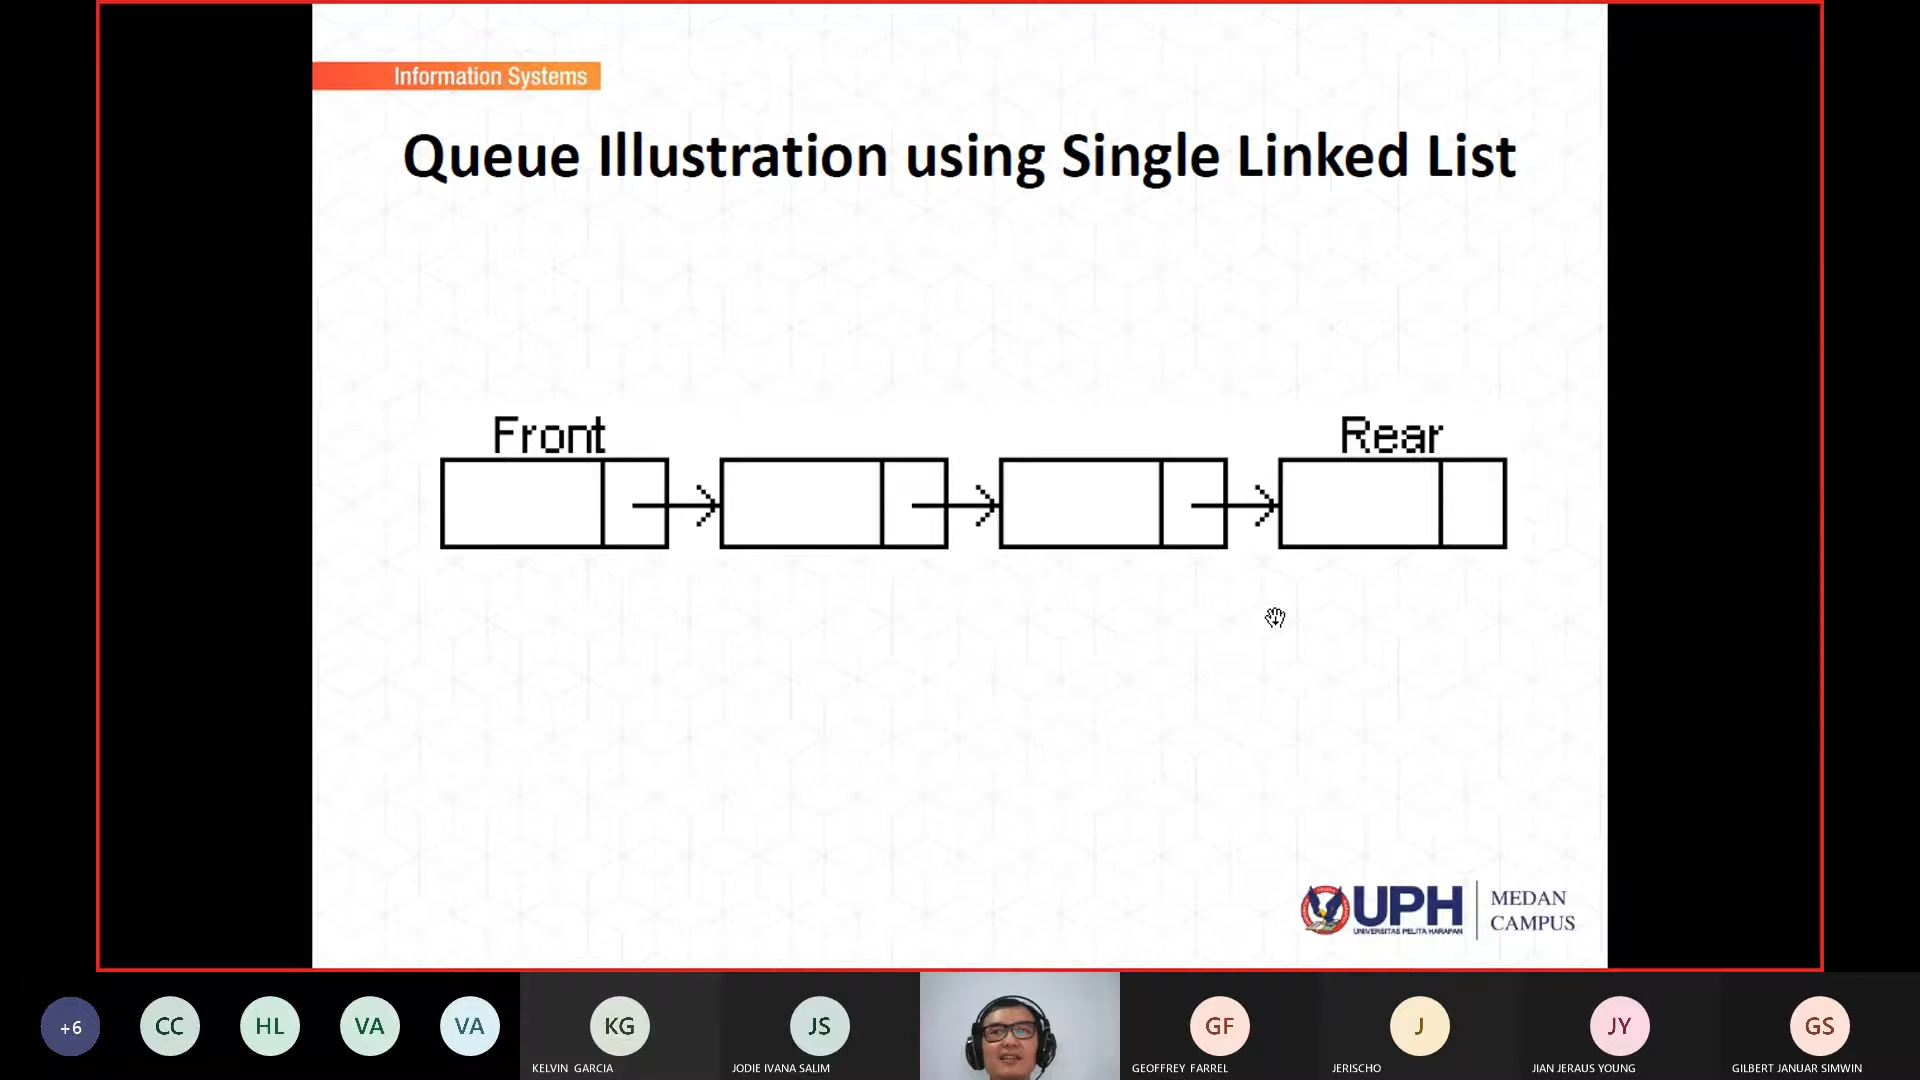 Information Systems
Queue Illustration using Single Linked List
Front
Rear
UPH
UNIVERSITAS PELITA HARAPAN
MEDAN
CAMPUS
+6
CC
HL
VA
VA
KG
JS
GF
J
JY
GS
KELVIN GARCIA
JODIE IVANA SALIM
GEOFFREY FARREL
JERISCHO
JIAN JERAUS YOUNG
GILBERT JANUAR SIMWIN